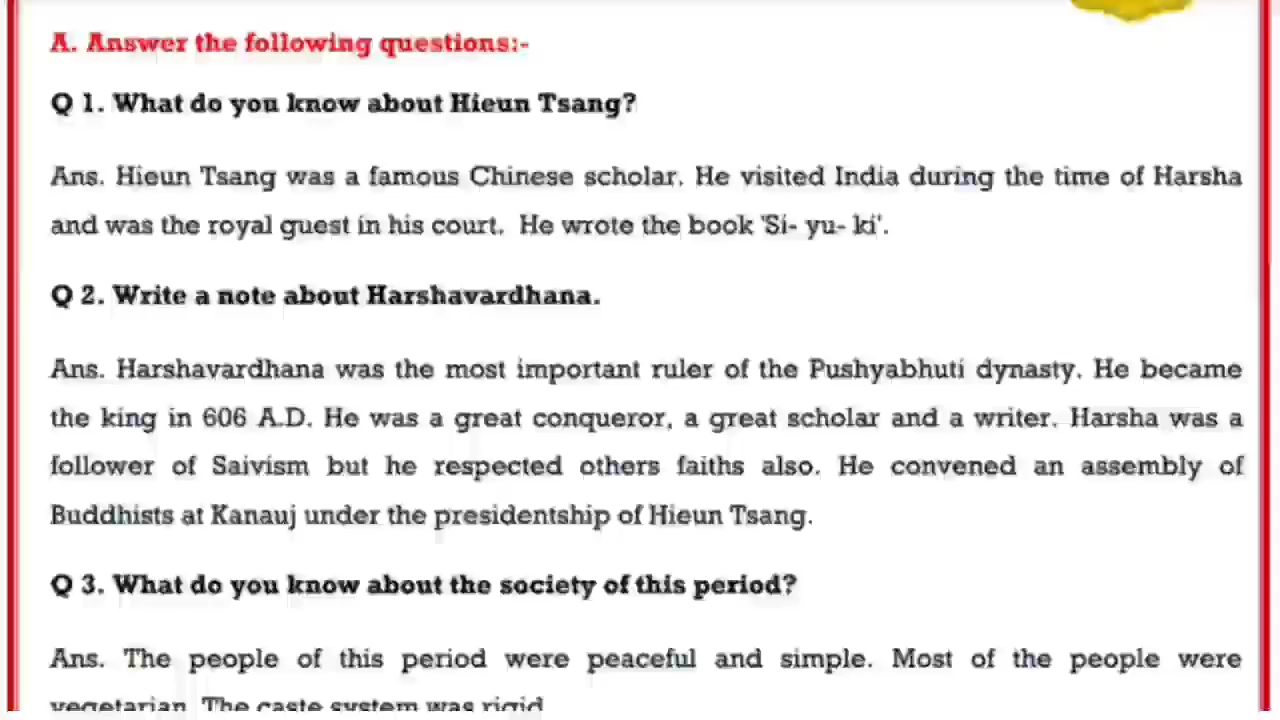 A. Answer the following questions:-
Q 1. What do you know about Hieun Tsang?
Ans. Hieun Tsang was a famous Chinese scholar. He visited India during the time of Harsha
and was the royal guest in his court. He wrote the book 'Si- yu- ki'.
Q 2. Write a note about Harshavardhana.
Ans. Harshavardhana was the most important ruler of the Pushyabhuti dynasty. He became
the king in 606 A.D. He was a great conqueror, a great scholar and a writer. Harsha was a
follower of Saivism but he respected others faiths also. He convened an assembly of
Buddhists at Kanauj under the presidentship of Hieun Tsang.
Q 3. What do you know about the society of this period?
Ans. The people of this period were peaceful and simple. Most of the people were
vegetarian. The caste system was rigid